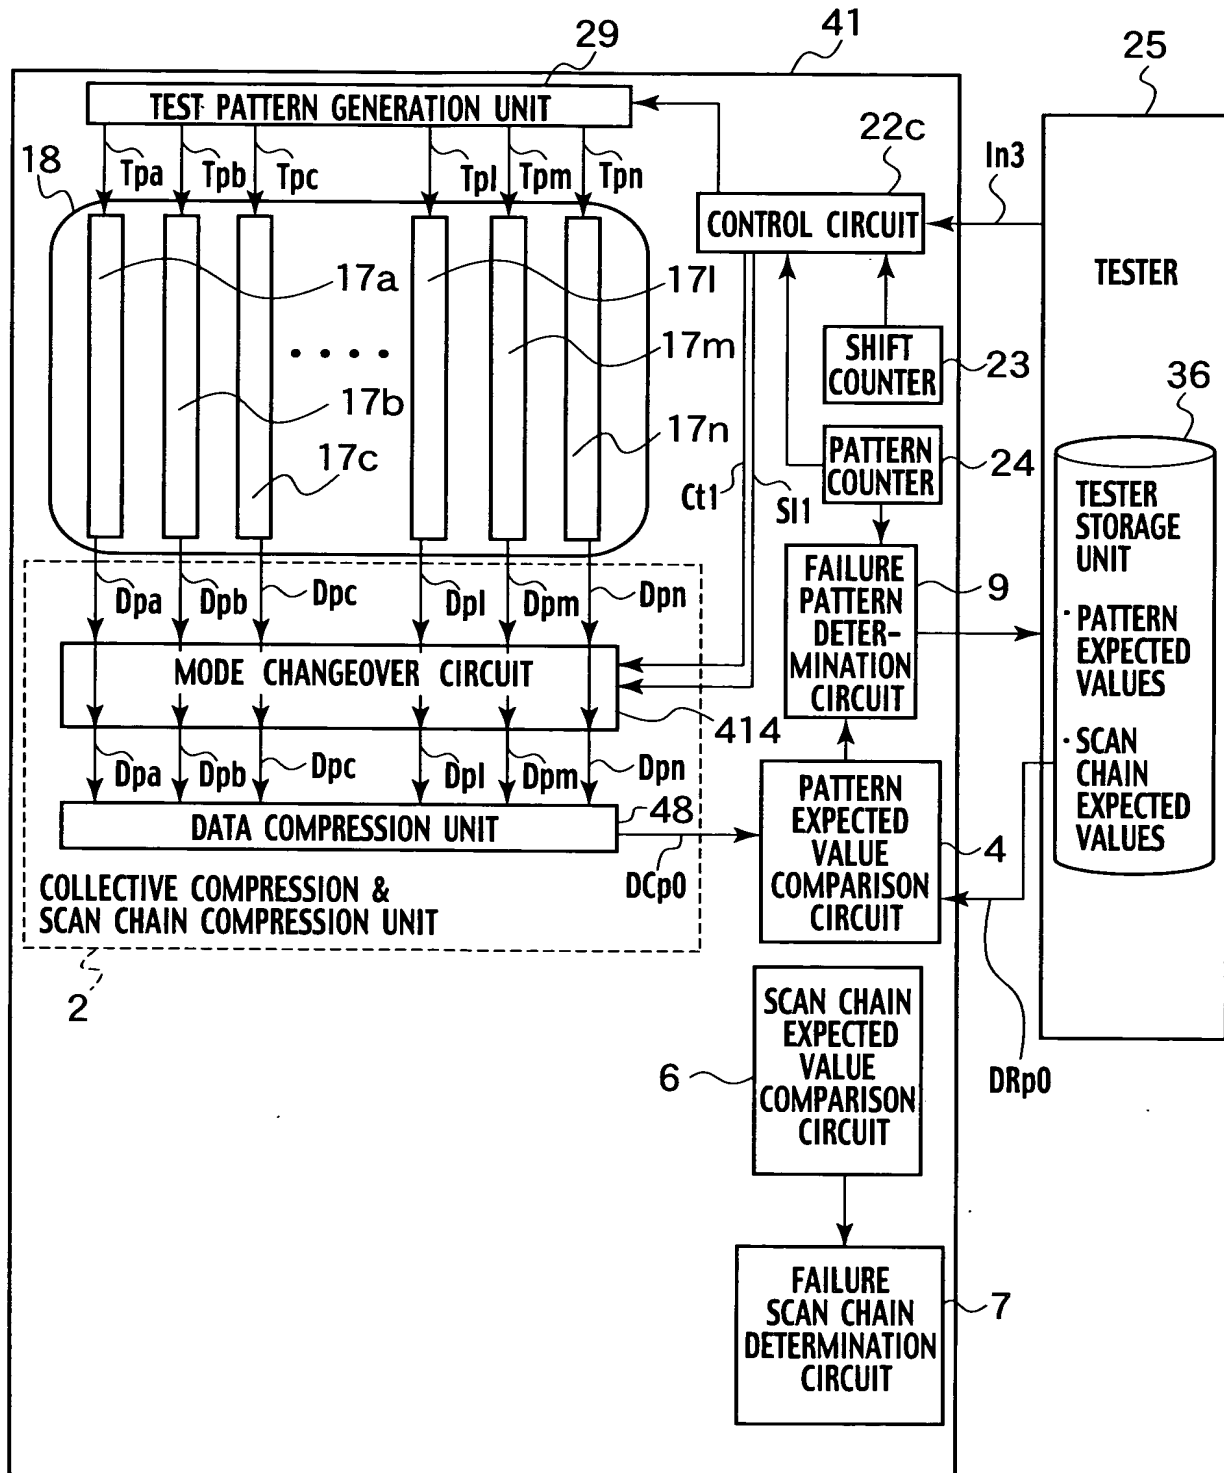 41
29
25
TEST PATTERN GENERATION UNIT
22c
18
Tpa
Tpb
Tpc
Tpl
Tpm
Tpn
In3
CONTROL CIRCUIT
TESTER
17a
17l
17m
17b
17n
17c
SHIFT
COUNTER
23
36
PATTERN
COUNTER
24
Ct1
Sl1
TESTER
STORAGE
UNIT
· PATTERN
EXPECTED
VALUES
· SCAN
CHAIN
EXPECTED
VALUES
FAILURE
PATTERN
DETER-
MINATION
CIRCUIT
9
Dpa
Dpb
Dpc
Dpl
Dpm
Dpn
MODE CHANGEOVER CIRCUIT
414
Dpa
Dpb
Dpc
Dpl
Dpm
Dpn
DATA COMPRESSION UNIT
48
DCp0
PATTERN
EXPECTED
VALUE
COMPARISON
CIRCUIT
4
COLLECTIVE COMPRESSION &
SCAN CHAIN COMPRESSION UNIT
2
DRp0
SCAN CHAIN
EXPECTED
VALUE
COMPARISON
CIRCUIT
6
FAILURE
SCAN CHAIN
DETERMINATION
CIRCUIT
7